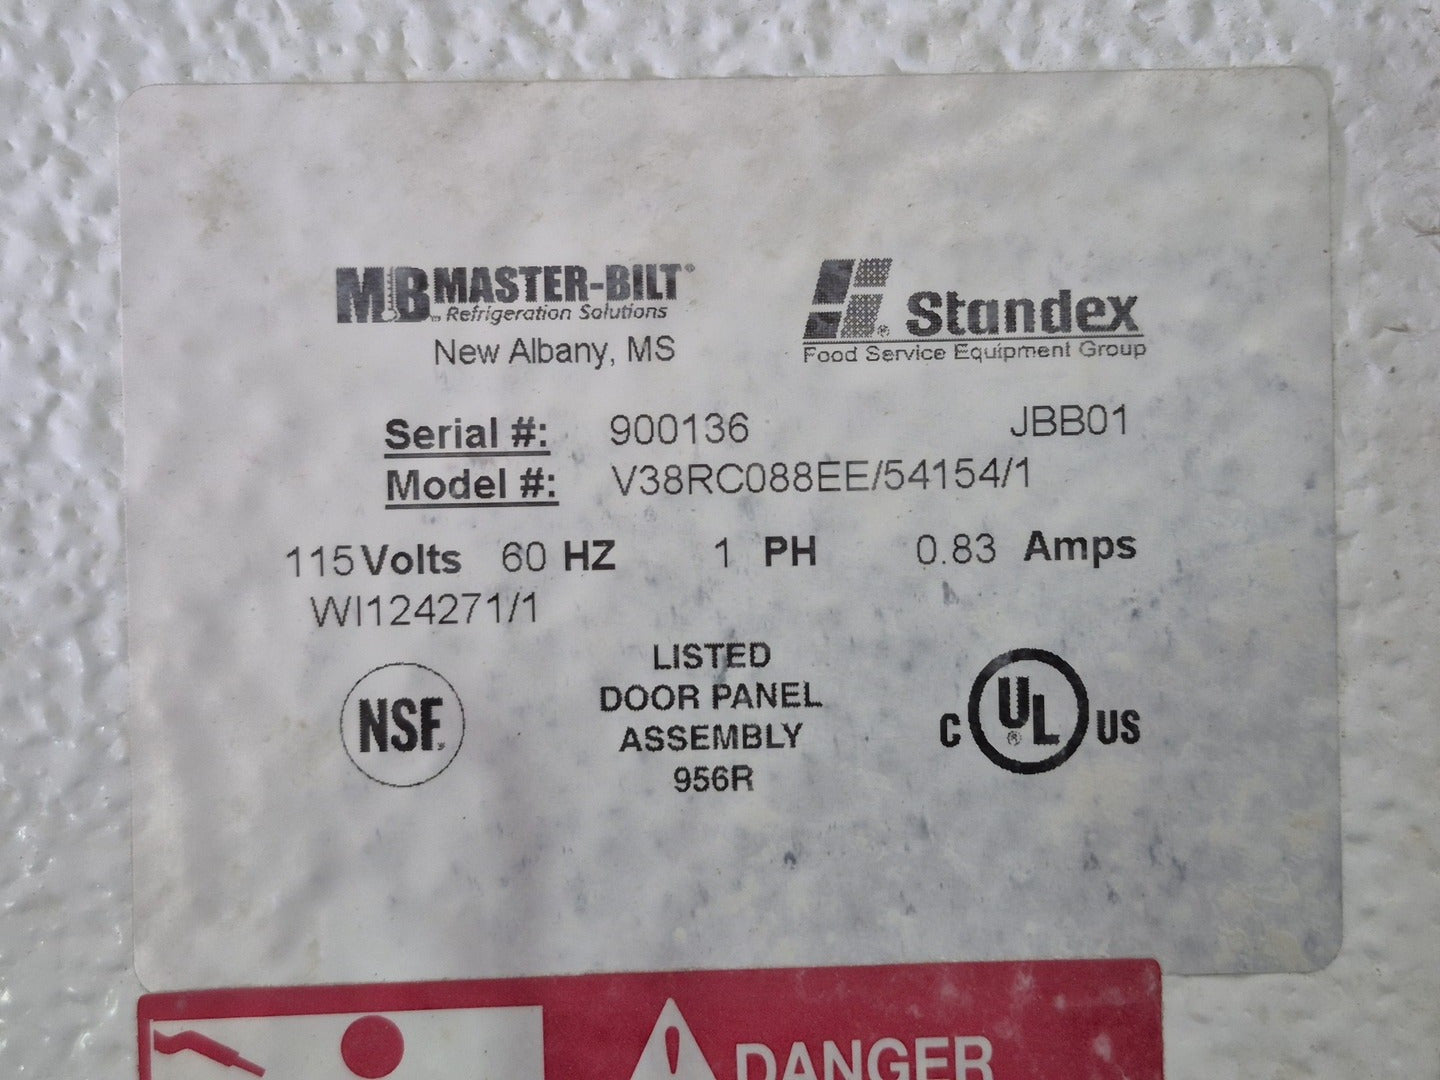 MB MASTER-BILT®
™ Refrigeration Solutions
New Albany, MS
® Standex
Food Service Equipment Group
Serial #: 900136 JBB01
Model #: V38RC088EE/54154/1
115 Volts 60 HZ 1 PH 0.83 Amps
WI124271/1
NSF®
LISTED
DOOR PANEL
ASSEMBLY
956R
C UL® US
DANGER